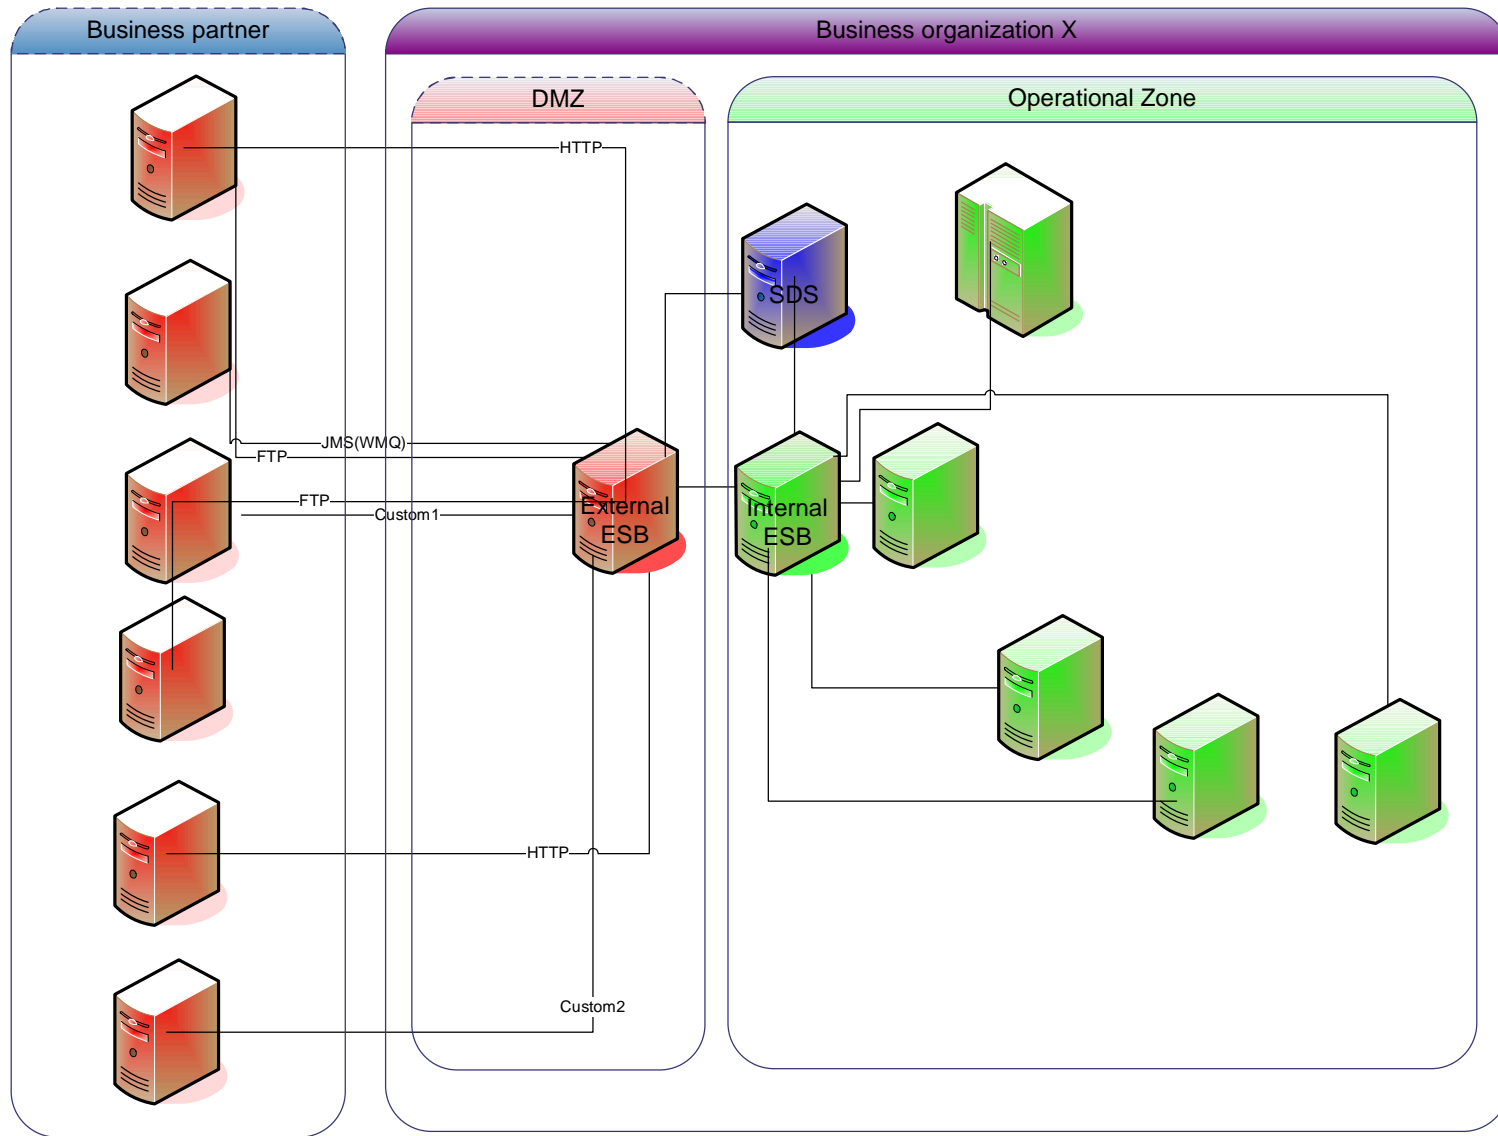 Business partner
Business organization X
DMZ
Operational Zone
HTTP
SDS
JMS(WMQ)
FTP
FTP
Custom1
External
ESB
Internal
ESB
HTTP
Custom2